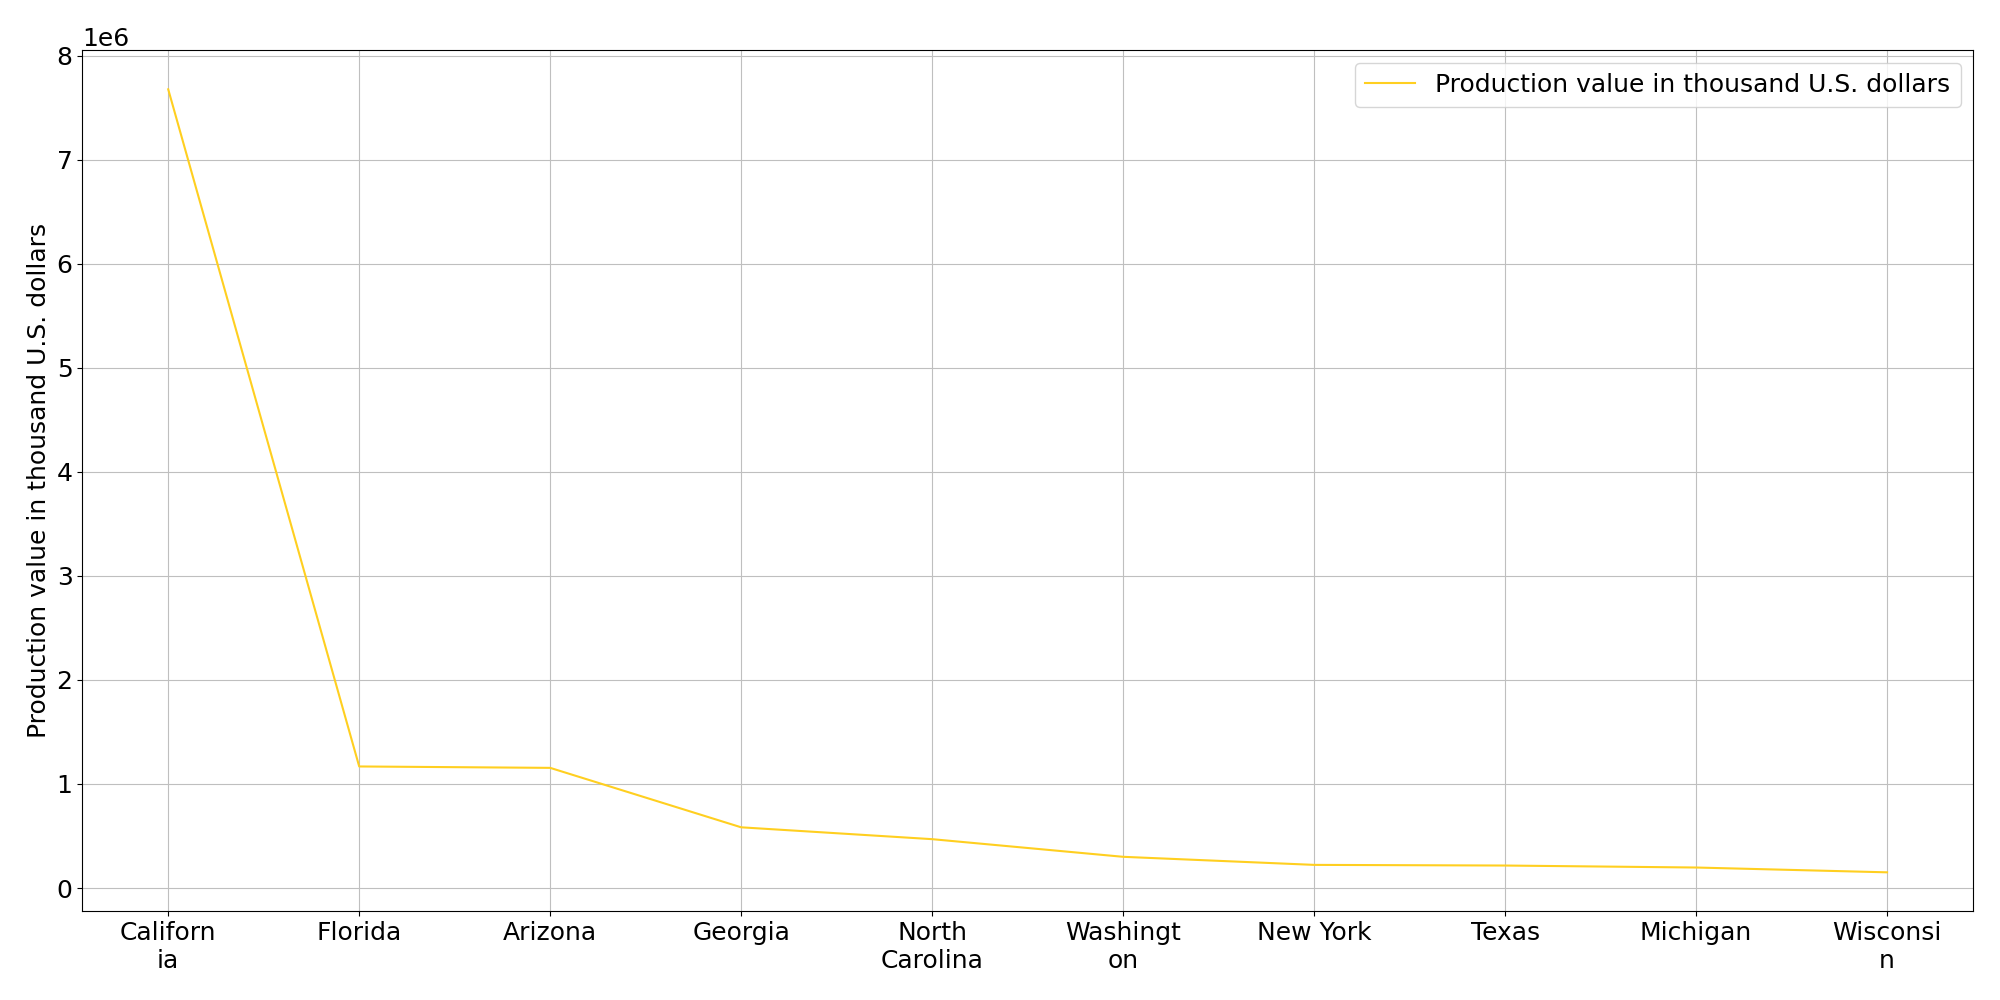 1e6
Production value in thousand U.S. dollars
8
7
6
5
4
3
2
1
0
Production value in thousand U.S. dollars
Californ
ia
Florida
Arizona
Georgia
North
Carolina
Washingt
on
New York
Texas
Michigan
Wisconsi
n